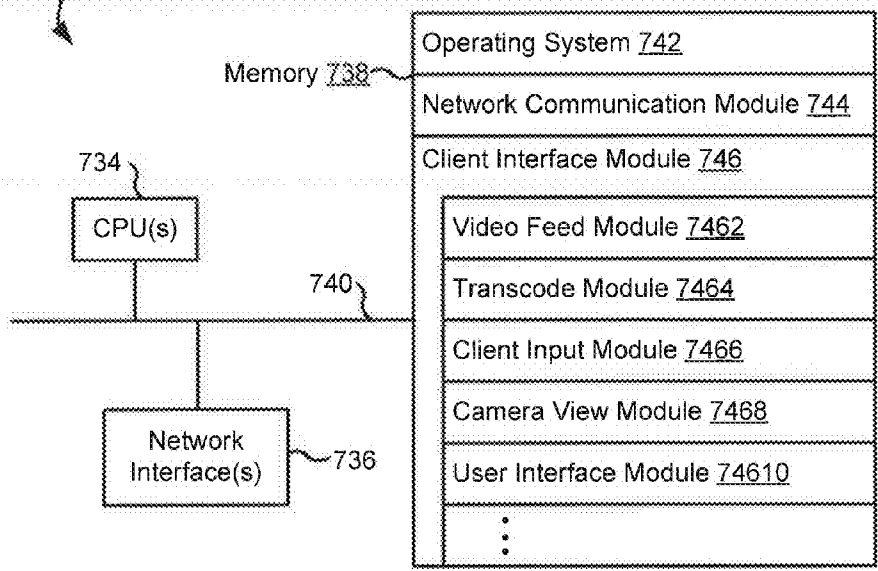 Operating System 742
Memory 738
Network Communication Module 744
Client Interface Module 746
734
CPU(s)
Video Feed Module 7462
740
Transcode Module 7464
Client Input Module 7466
Camera View Module 7468
Network
Interface(s)
736
User Interface Module 74610